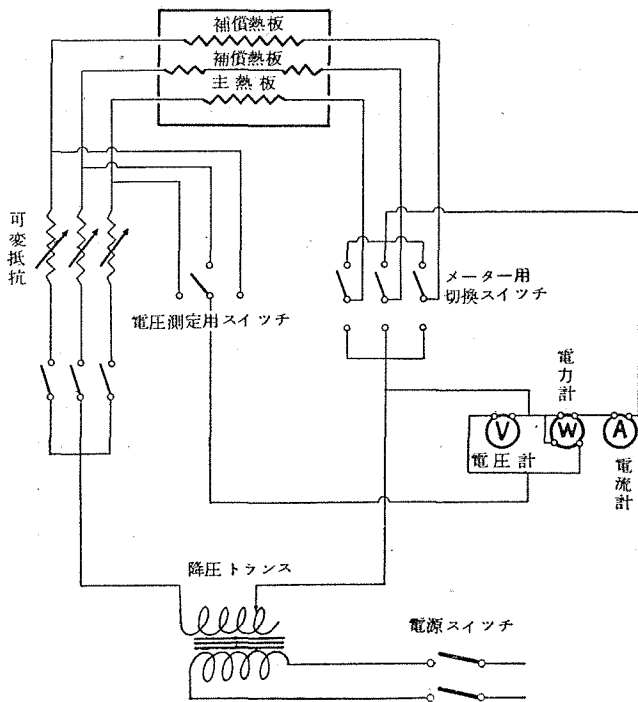 補償熱板
補償熱板
主熱板
可変抵抗
電圧測定用スイッチ
メーター用
切換スイッチ
電力計
V
W
A
電圧計
電流計
降圧トランス
電源スイッチ